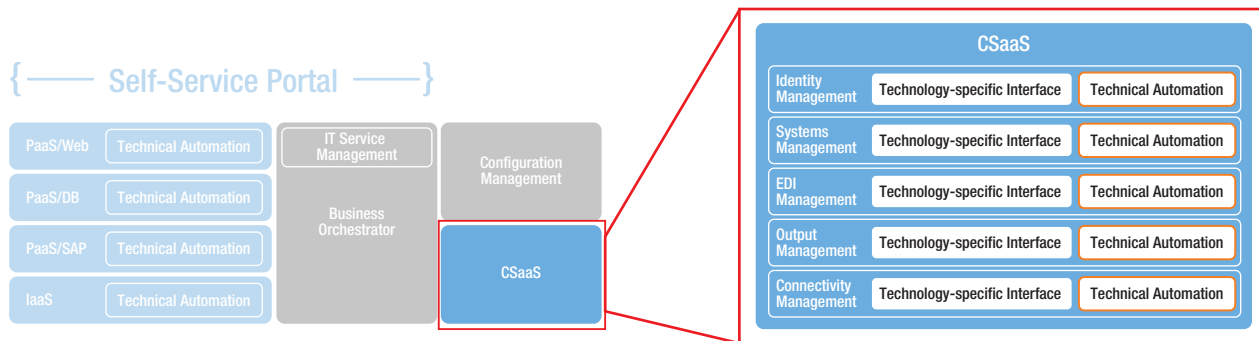 { Self-Service Portal }
PaaS/Web
Technical Automation
PaaS/DB
Technical Automation
PaaS/SAP
Technical Automation
IaaS
Technical Automation
IT Service
Management
Business
Orchestrator
Configuration
Management
CSaaS
CSaaS
Identity
Management
Technology-specific Interface
Technical Automation
Systems
Management
Technology-specific Interface
Technical Automation
EDI
Management
Technology-specific Interface
Technical Automation
Output
Management
Technology-specific Interface
Technical Automation
Connectivity
Management
Technology-specific Interface
Technical Automation